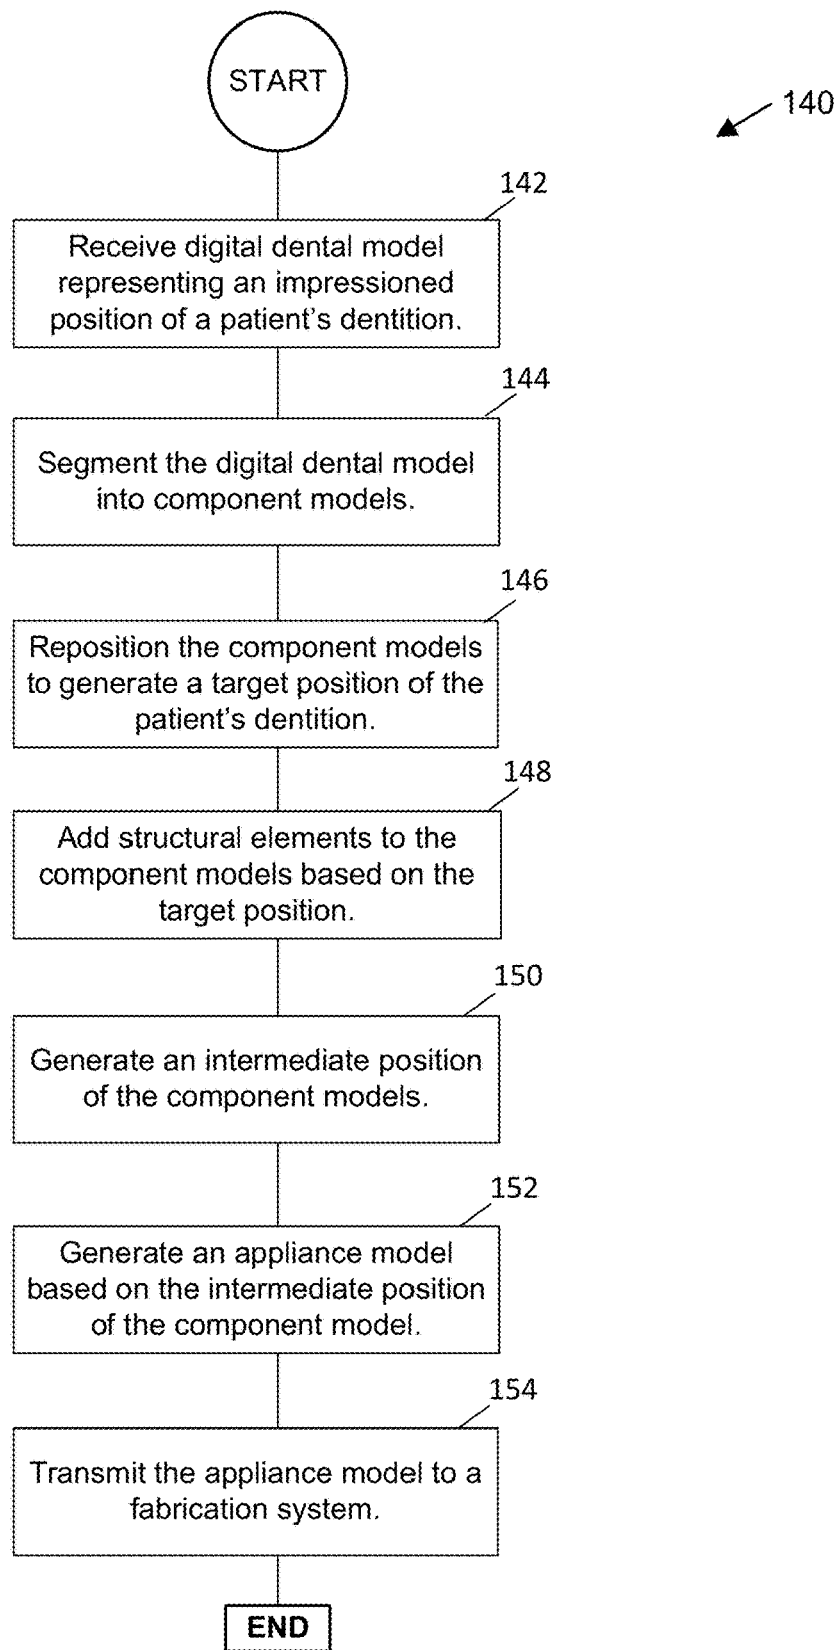 START
140
142
Receive digital dental model
representing an impressioned
position of a patient's dentition.
144
Segment the digital dental model
into component models.
146
Reposition the component models
to generate a target position of the
patient's dentition.
148
Add structural elements to the
component models based on the
target position.
150
Generate an intermediate position
of the component models.
152
Generate an appliance model
based on the intermediate position
of the component model.
154
Transmit the appliance model to a
fabrication system.
END